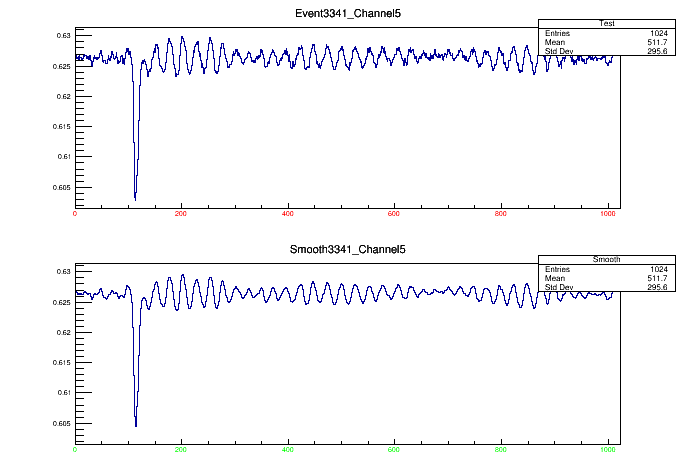 Event3341_Channel5
Test
Entries 1024
Mean 511.7
Std Dev 295.6
0.63
0.625
0.62
0.615
0.61
0.605
0 200 400 600 800 1000
Smooth3341_Channel5
Smooth
Entries 1024
Mean 511.7
Std Dev 295.6
0.63
0.625
0.62
0.615
0.61
0.605
0 200 400 600 800 1000